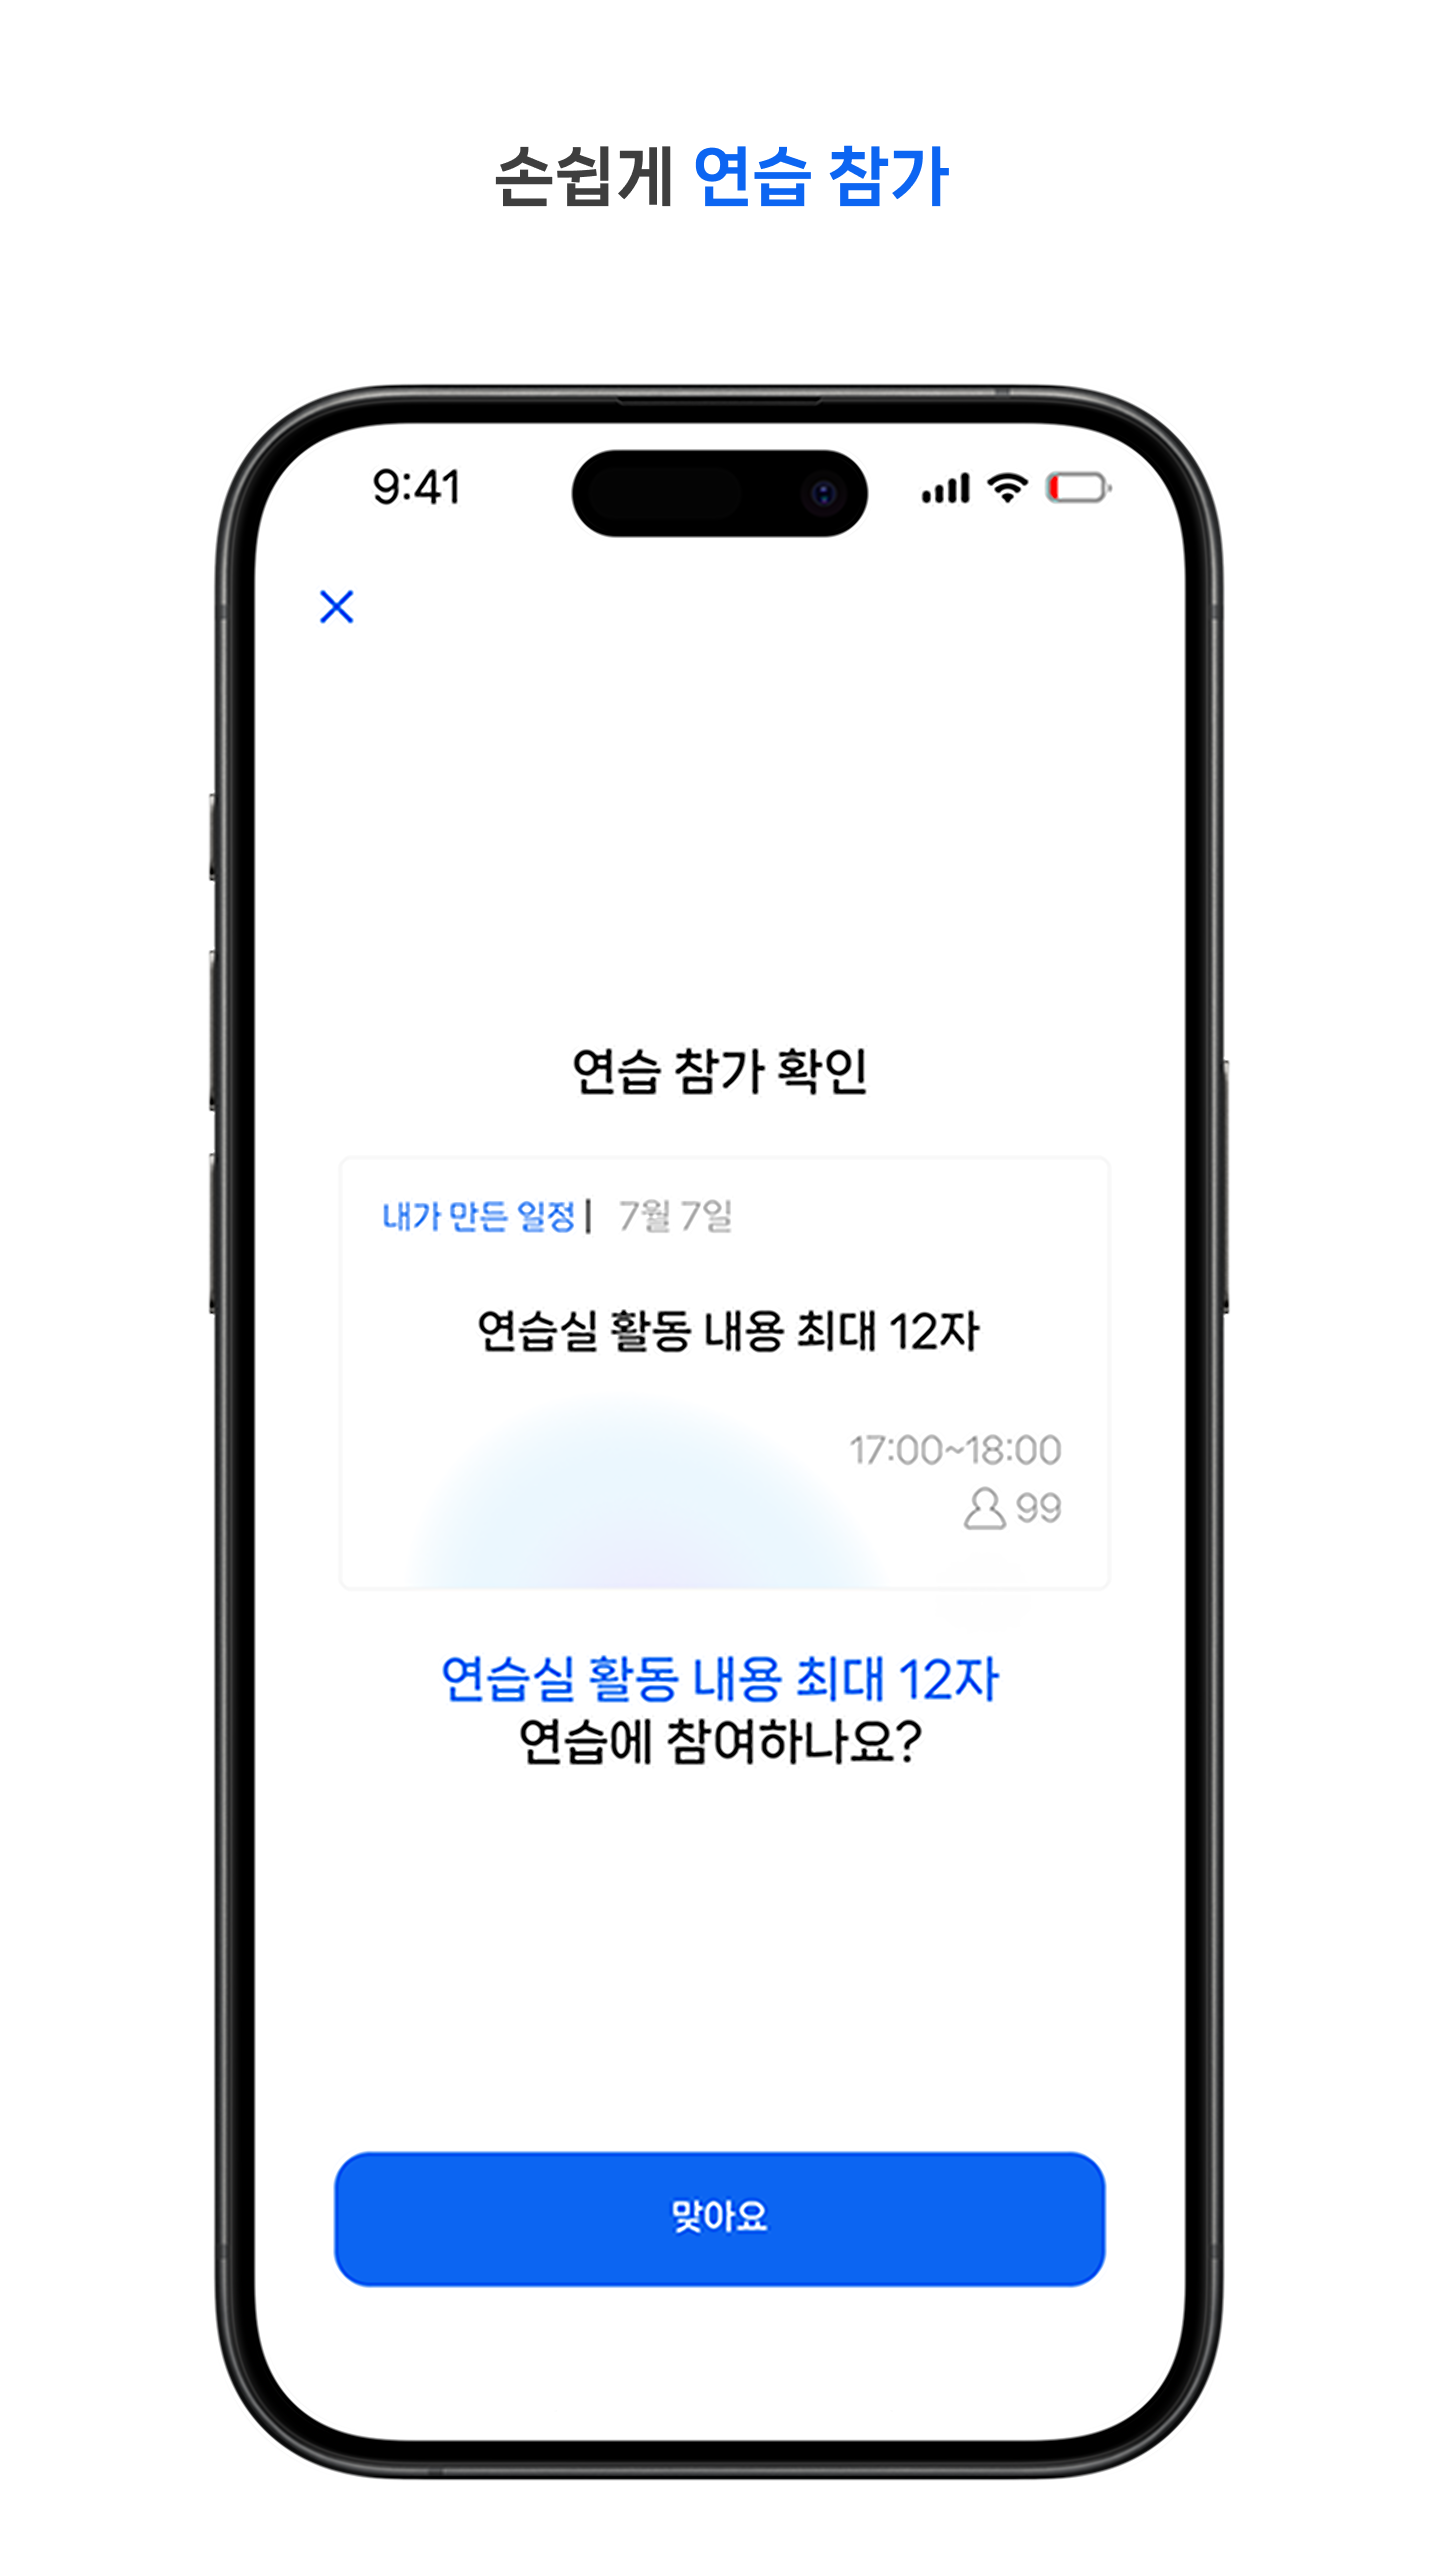 손쉽게 연습 참가
9:41
연습 참가 확인
내가 만든 일정 | 7월 7일
연습실 활동 내용 최대 12자
17:00~18:00
99
연습실 활동 내용 최대 12자
연습에 참여하나요?
맞아요